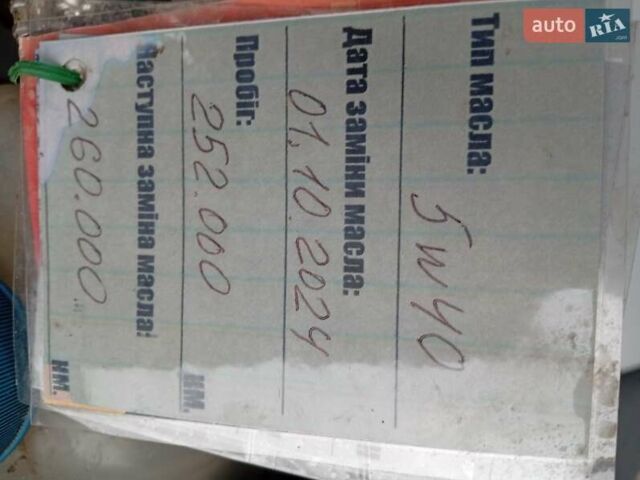 Тип масла:
5w40
Дата заміни масла:
01.10.2024
Пробіг:
252.000 км.
Наступна заміна масла:
260.000 км.
auto RIA.com